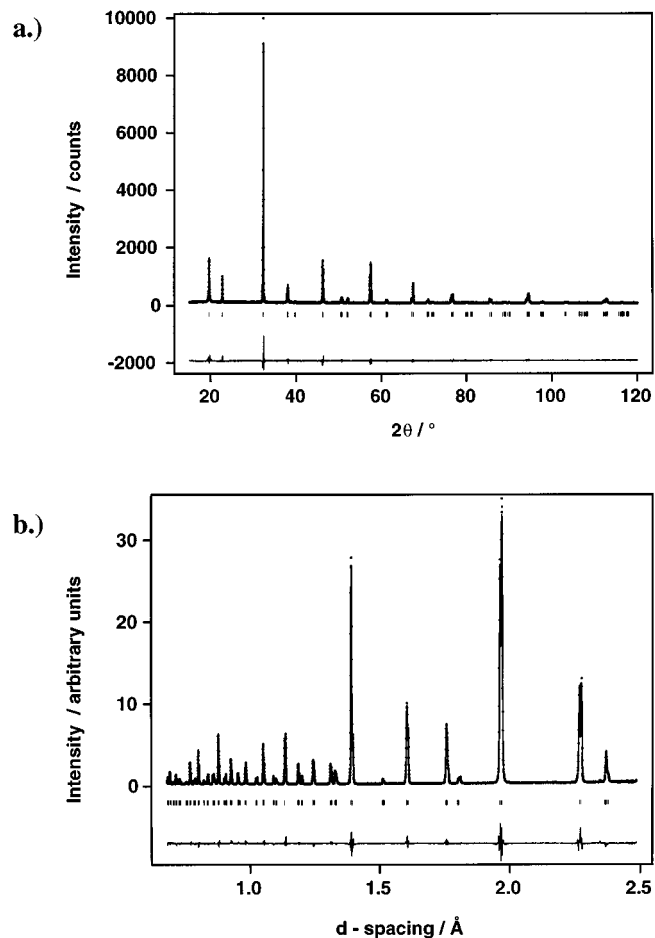 a.)
10000
8000
6000
4000
2000
0
-2000
Intensity / counts
20 40 60 80 100 120
2θ / °
b.)
30
20
10
0
Intensity / arbitrary units
1.0 1.5 2.0 2.5
d - spacing / Å